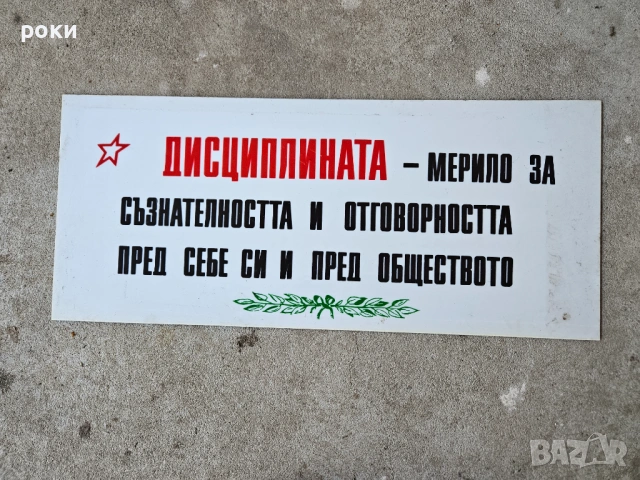 роки
ДИСЦИПЛИНАТА – МЕРИЛО ЗА
СЪЗНАТЕЛНОСТТА И ОТГОВОРНОСТТА
ПРЕД СЕБЕ СИ И ПРЕД ОБЩЕСТВОТО
BAZAR